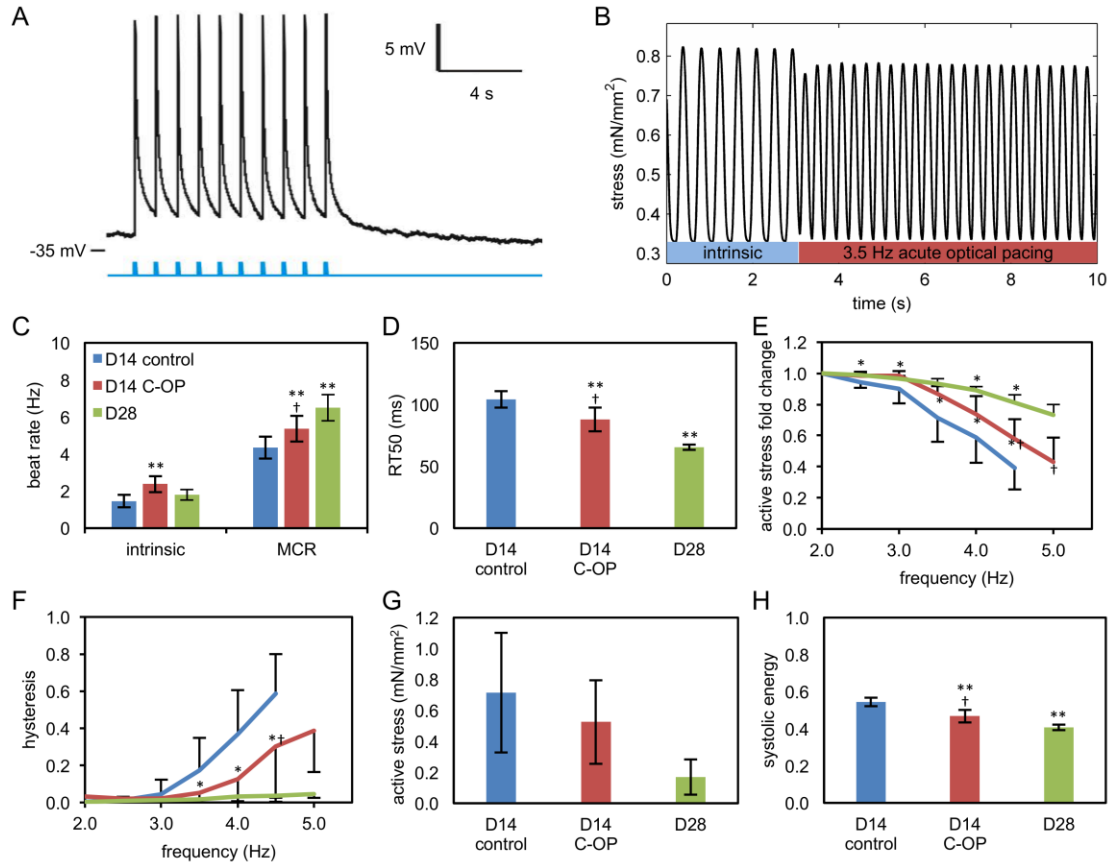 A
5 mV
4 s
-35 mV
B
stress (mN/mm²)
0.8
0.7
0.6
0.5
0.4
0.3
intrinsic
3.5 Hz acute optical pacing
0 2 4 6 8 10
time (s)
C
beat rate (Hz)
10
8
6
4
2
0
D14 control
D14 C-OP
D28
**
**
†
**
intrinsic MCR
D
RT50 (ms)
150
100
50
0
**
†
**
D14 control
D14 C-OP
D28
E
active stress fold change
1.2
1.0
0.8
0.6
0.4
0.2
0.0
*
*
*
*
*
*
*†
†
2.0 3.0 4.0 5.0
frequency (Hz)
F
hysteresis
1.0
0.8
0.6
0.4
0.2
0.0
*
*
*†
2.0 3.0 4.0 5.0
frequency (Hz)
G
active stress (mN/mm²)
1.2
1.0
0.8
0.6
0.4
0.2
0.0
D14 control
D14 C-OP
D28
H
systolic energy
1.0
0.8
0.6
0.4
0.2
0.0
**
†
**
D14 control
D14 C-OP
D28